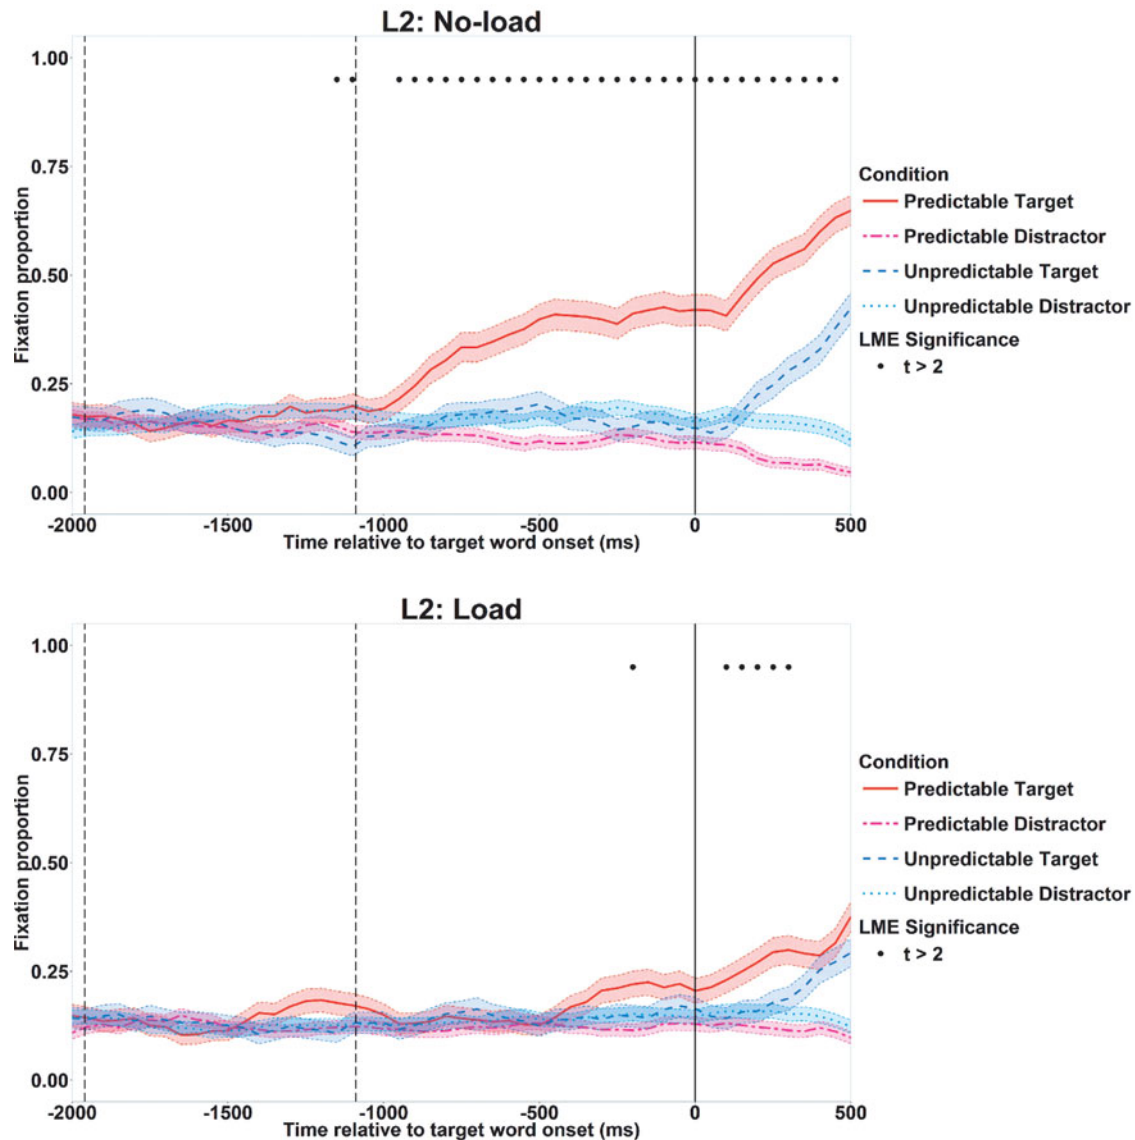 L2: No-load
1.00
0.75
0.50
0.25
0.00
Fixation proportion
-2000 -1500 -1000 -500 0 500
Time relative to target word onset (ms)
Condition
Predictable Target
Predictable Distractor
Unpredictable Target
Unpredictable Distractor
LME Significance
t > 2
L2: Load
1.00
0.75
0.50
0.25
0.00
Fixation proportion
-2000 -1500 -1000 -500 0 500
Time relative to target word onset (ms)
Condition
Predictable Target
Predictable Distractor
Unpredictable Target
Unpredictable Distractor
LME Significance
t > 2